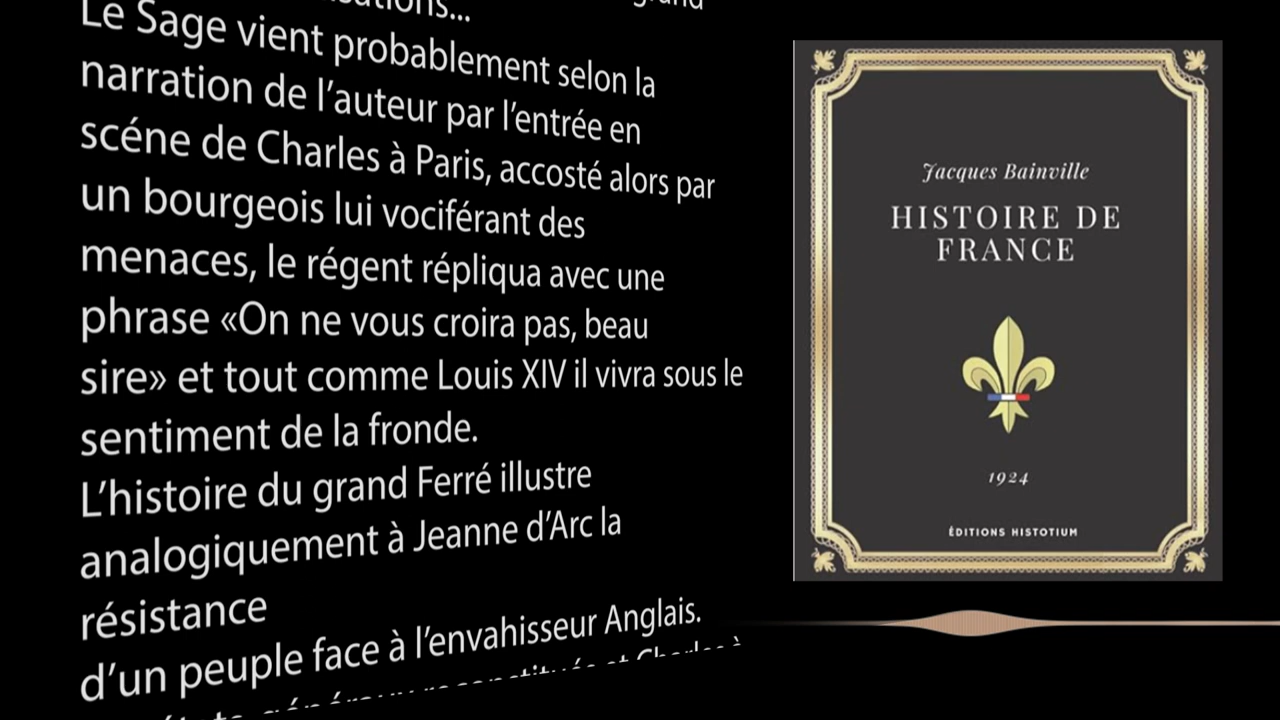 Le Sage vient probablement selon la
narration de l’auteur par l’entrée en
scéne de Charles à Paris, accosté alors par
un bourgeois lui vociférant des
menaces, le régent répliqua avec une
phrase «On ne vous croira pas, beau
sire» et tout comme Louis XIV il vivra sous le
sentiment de la fronde.
L’histoire du grand Ferré illustre
analogiquement à Jeanne d’Arc la
résistance
d’un peuple face à l’envahisseur Anglais.
Jacques Bainville
HISTOIRE DE
FRANCE
1924
ÉDITIONS HISTOTIUM